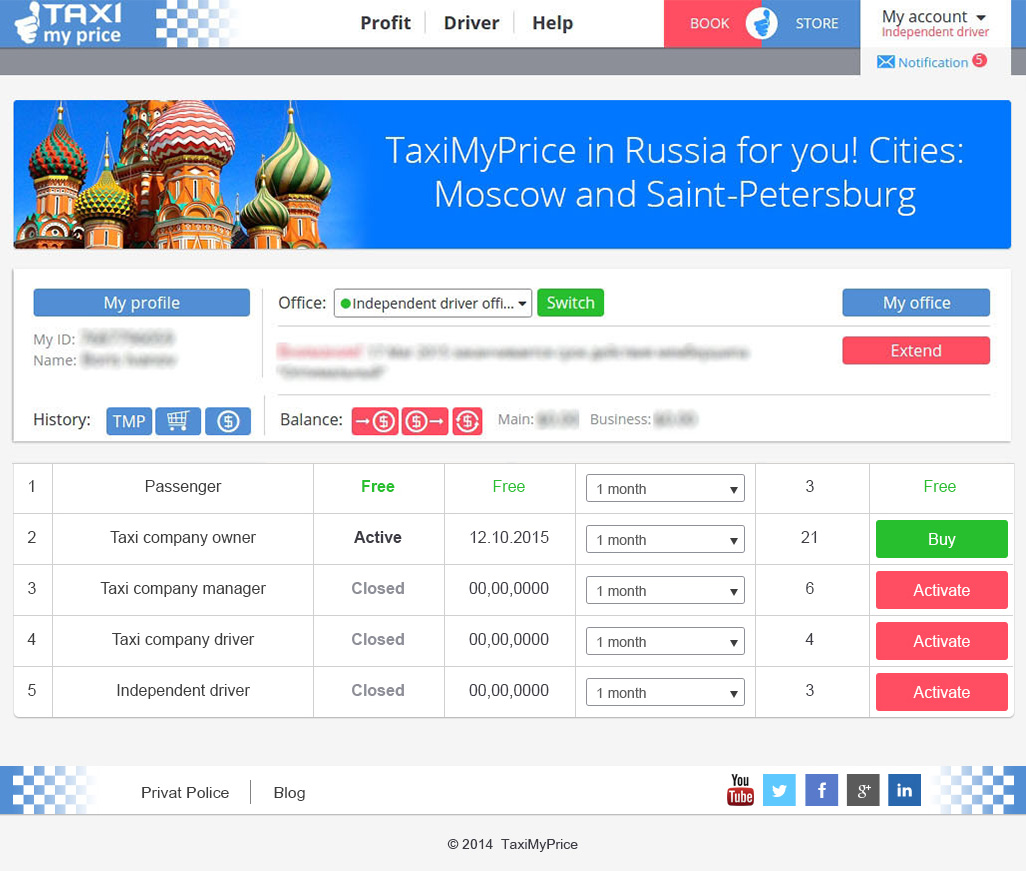 TAXI
my price
Profit
Driver
Help
BOOK
STORE
My account
Independent driver
Notification 5
TaxiMyPrice in Russia for you! Cities:
Moscow and Saint-Petersburg
My profile
Office: Independent driver offi... Switch
My office
My ID:
Name:
Extend
History: TMP
Balance:
Main:
Business:
1 Passenger Free Free 1 month 3 Free
2 Taxi company owner Active 12.10.2015 1 month 21 Buy
3 Taxi company manager Closed 00,00,0000 1 month 6 Activate
4 Taxi company driver Closed 00,00,0000 1 month 4 Activate
5 Independent driver Closed 00,00,0000 1 month 3 Activate
Privat Police
Blog
You
Tube
f
g+
in
© 2014 TaxiMyPrice